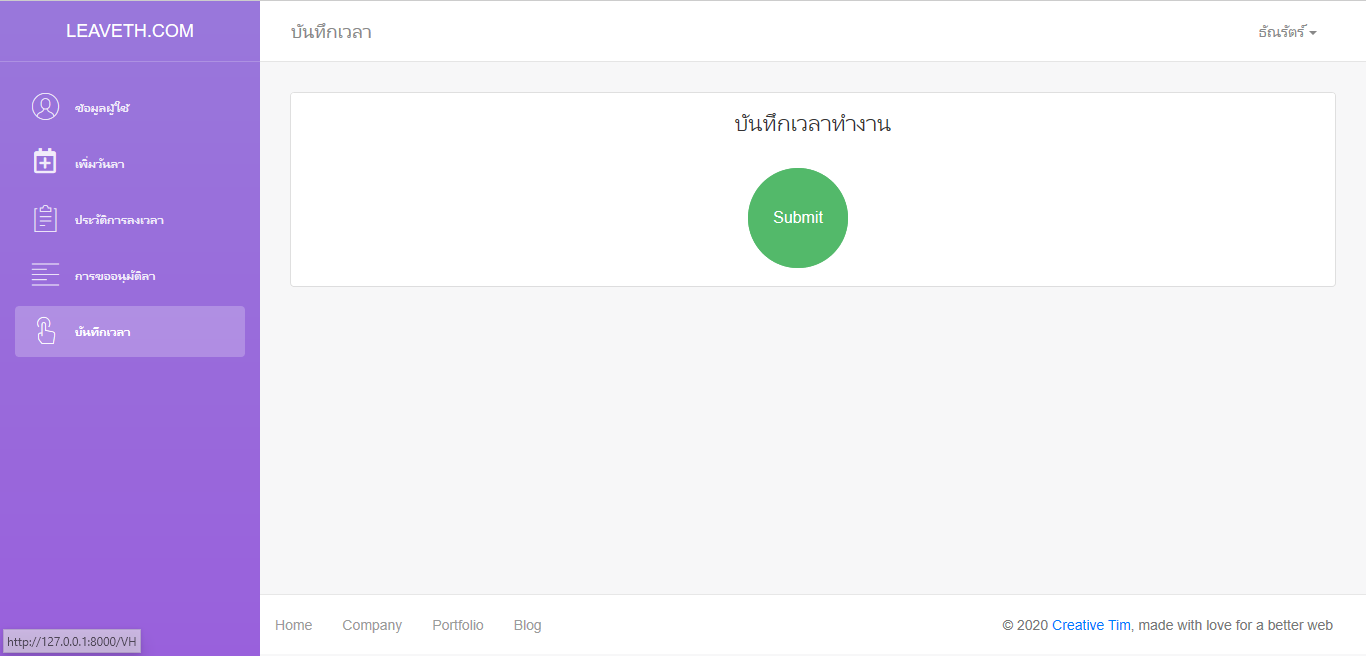 LEAVETH.COM
บันทึกเวลา
ธัณรัตร์
ข้อมูลผู้ใช้
เพิ่มวันลา
ประวัติการลงเวลา
การขออนุมัติลา
บันทึกเวลา
บันทึกเวลาทำงาน
Submit
Home Company Portfolio Blog
© 2020 Creative Tim, made with love for a better web
http://127.0.0.1:8000/VH